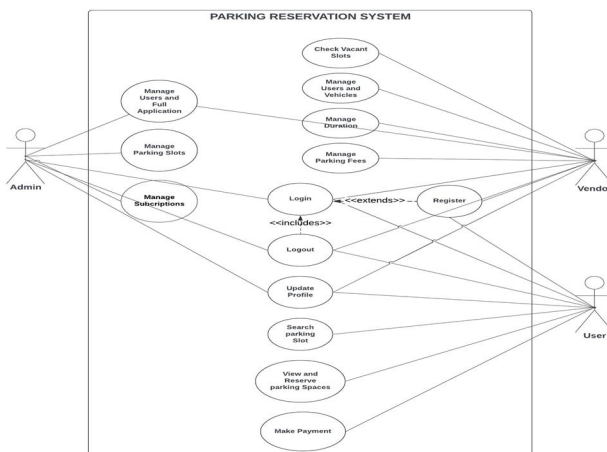 PARKING RESERVATION SYSTEM
Check Vacant
Slots
Manage
Users and
Full
Application
Manage
Users and
Vehicles
Manage
Duration
Manage
Parking Slots
Manage
Parking Fees
Admin
Vendo
Manage
Subcriptions
Login
<<extends>>
Register
<<includes>>
Logout
Update
Profile
Search
parking
Slot
User
View and
Reserve
parking Spaces
Make Payment